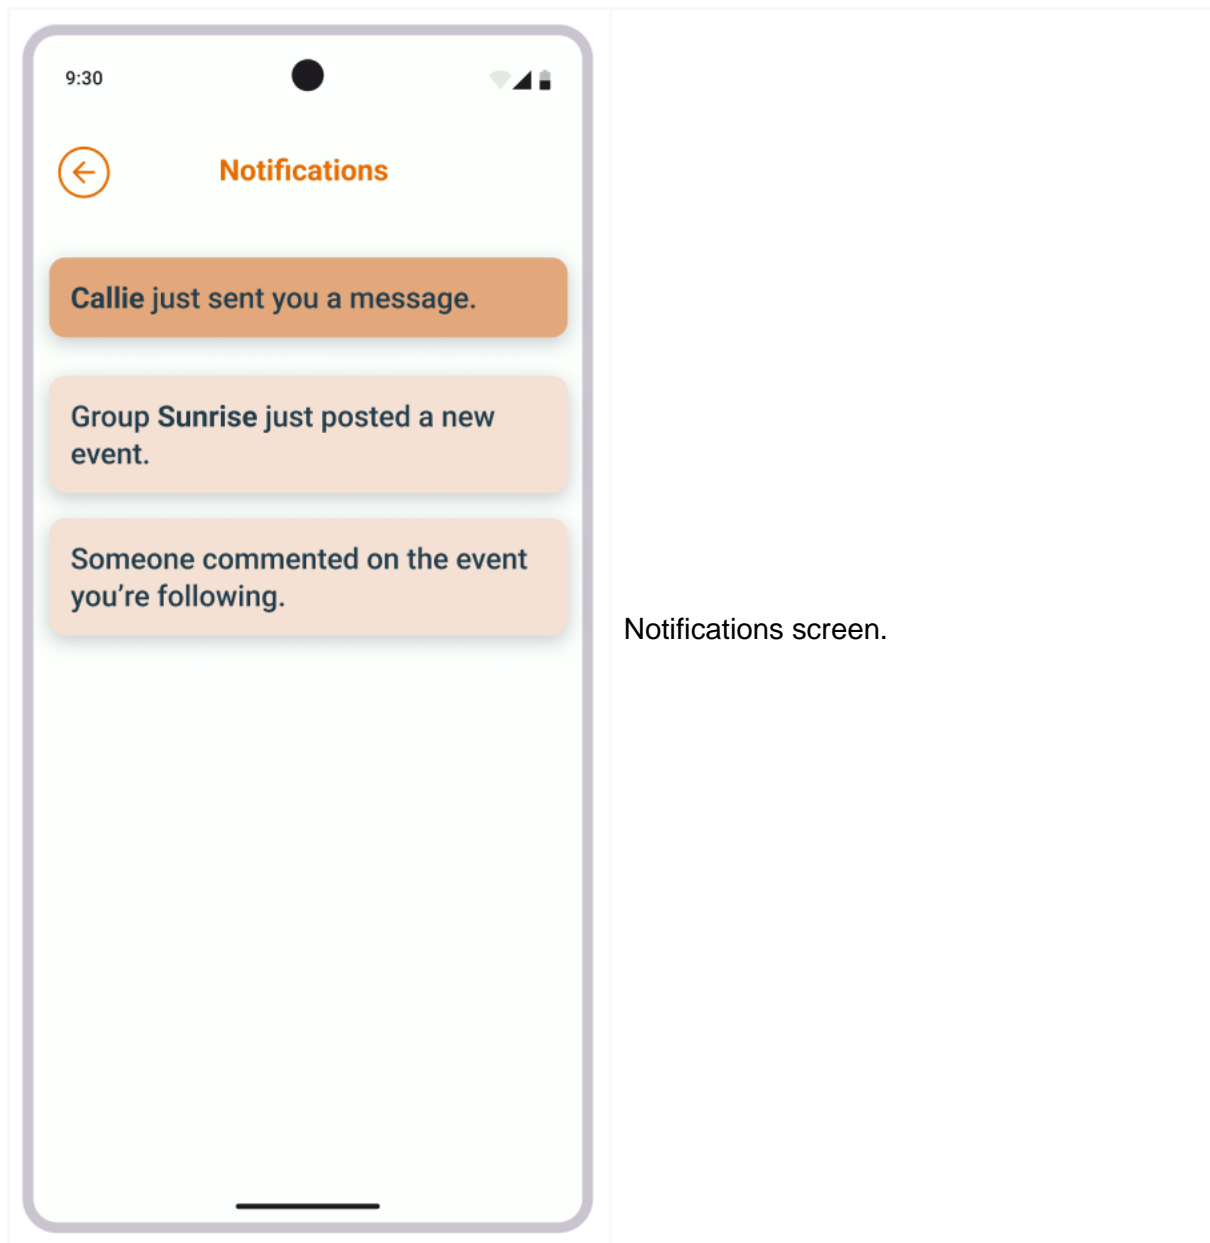 9:30
Notifications
Callie just sent you a message.
Group Sunrise just posted a new
event.
Someone commented on the event
you’re following.
Notifications screen.